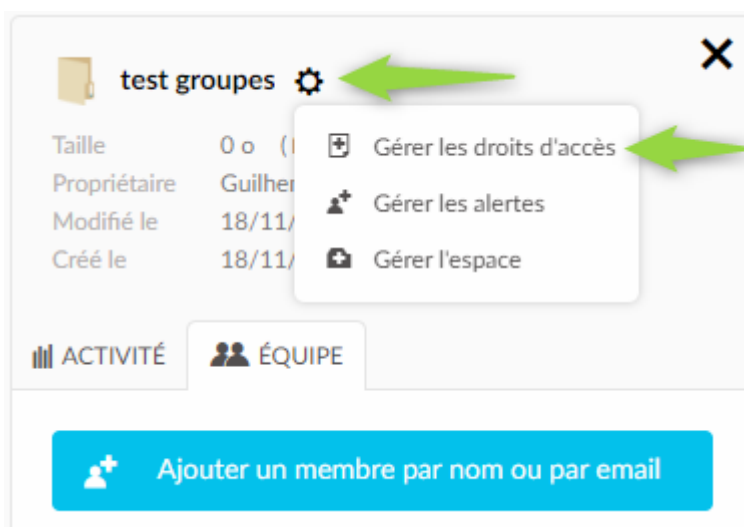 test groupes
Taille 0 o (
Gérer les droits d'accès
Propriétaire Guilher
Gérer les alertes
Modifié le 18/11/
Créé le 18/11/
Gérer l'espace
ACTIVITÉ ÉQUIPE
Ajouter un membre par nom ou par email